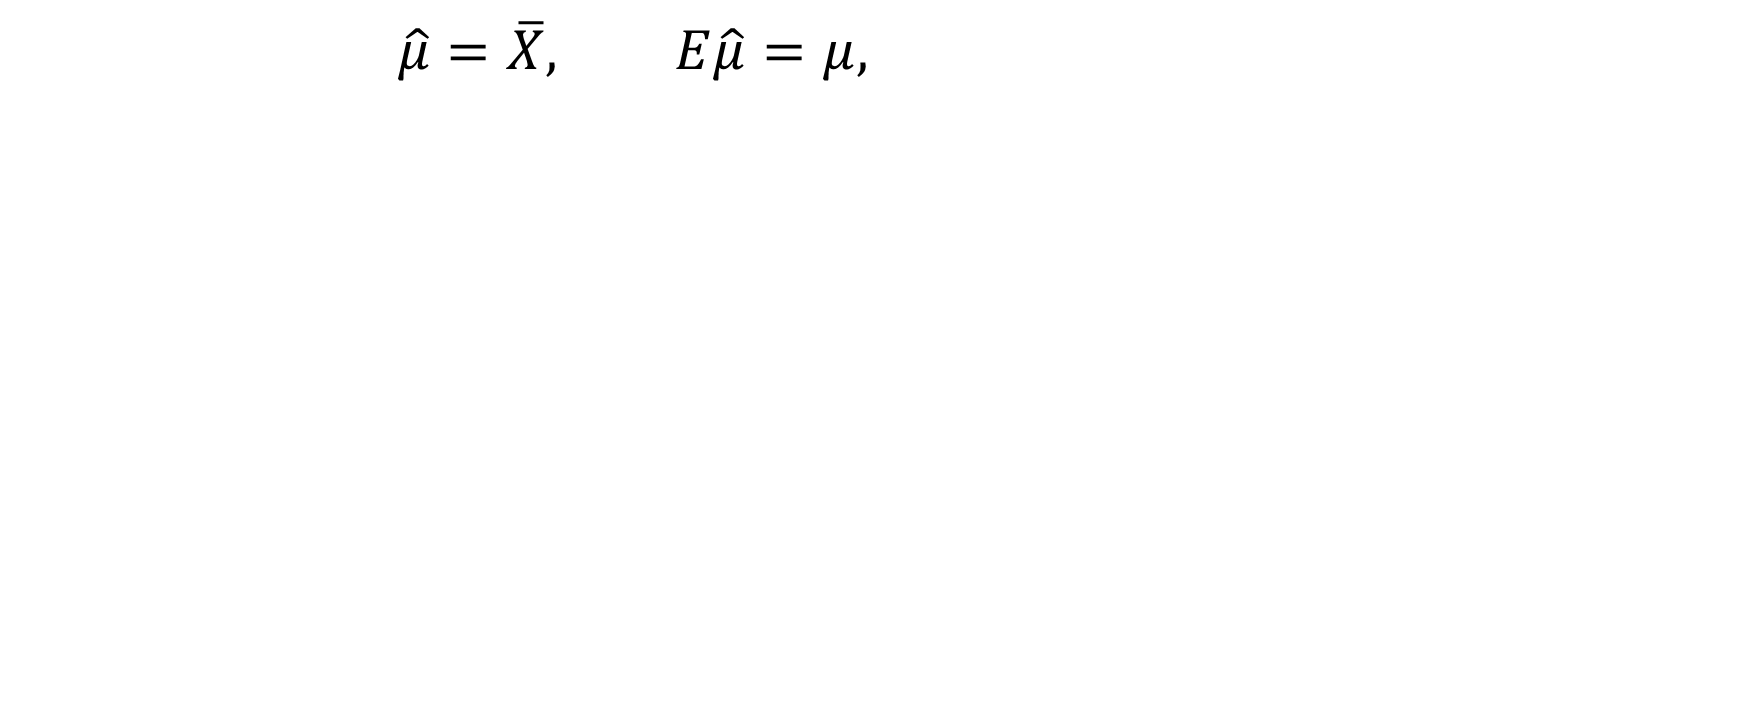 μ̂ = X̄,    Eμ̂ = μ,